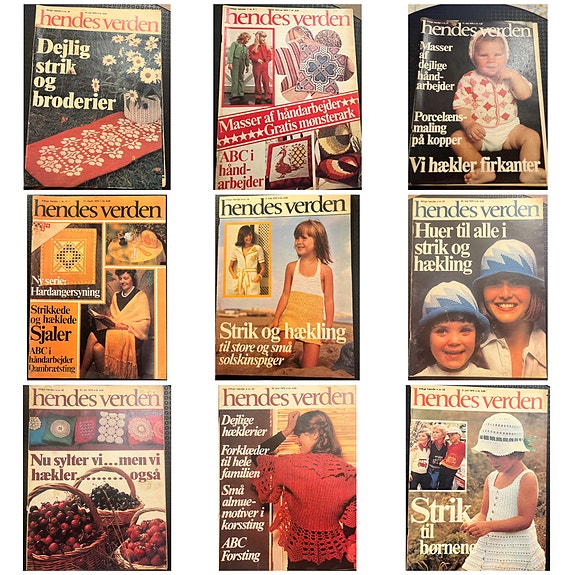 hendes verden
Dejlig
strik
og
broderier
hendes verden
Masser af håndarbejder
Gratis mønsterark
ABC i
hånd-
arbejder
hendes verden
Masser
af
dejlige
hånd-
arbejder
Porcelæns-
maling
på kopper
Vi hækler firkanter
hendes verden
Ny serie:
Hardangersyning
Strikkede
og hæklede
Sjaler
ABC i
håndarbejder
Qambrætsting
hendes verden
Strik og hækling
til store og små
solskinspiger
hendes verden
Huer til alle i
strik og
hækling
hendes verden
Nu sylter vi...men vi
hækler.........også
hendes verden
Dejlige
hæklerier
Forklæder
til hele
familien
Små
almue-
motiver i
korssting
ABC
Forsting
hendes verden
Strik
til
børnene